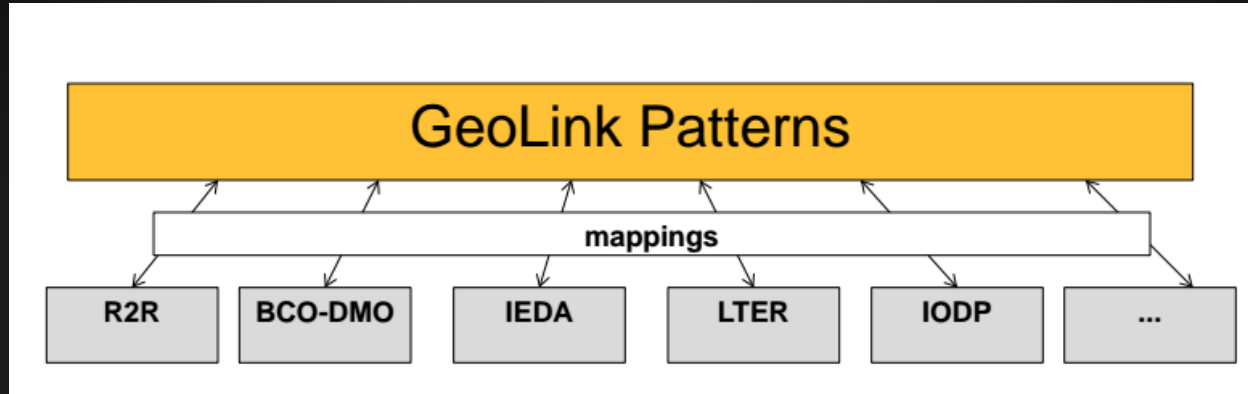 GeoLink Patterns
mappings
R2R BCO-DMO IEDA LTER IODP ...